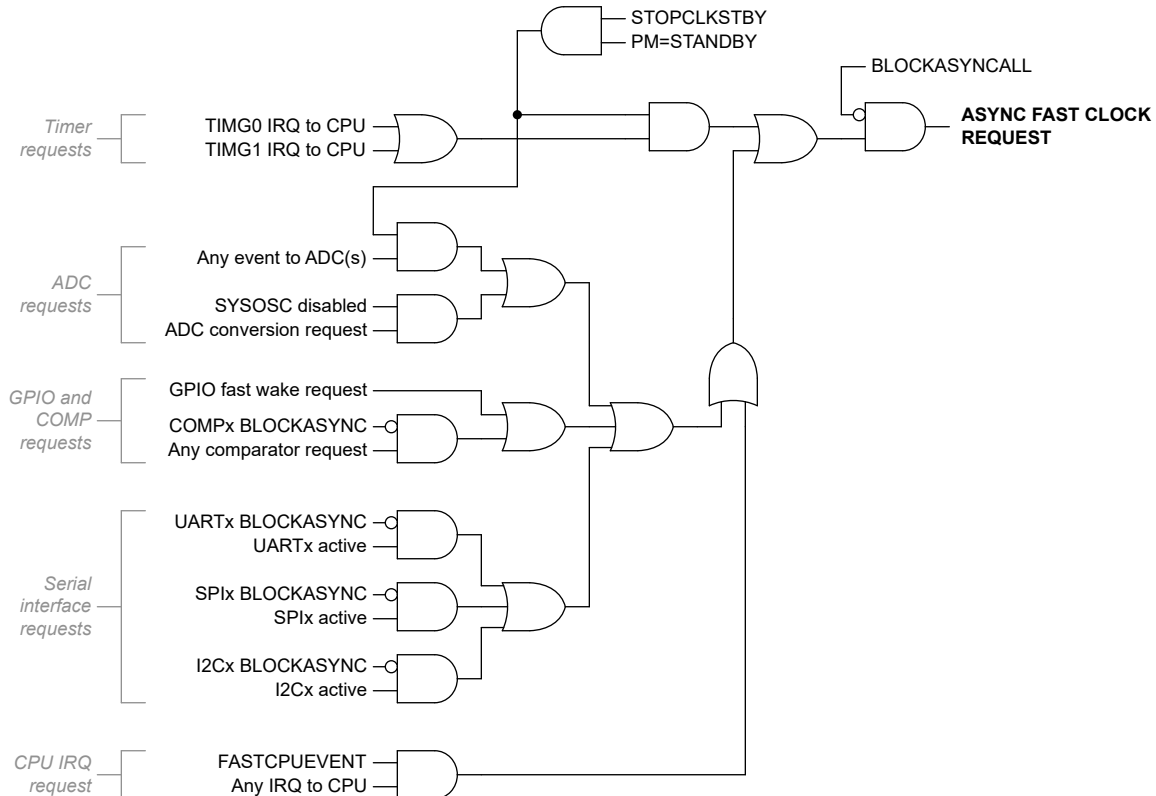 STOPCLKSTBY
PM=STANDBY
BLOCKASYNCALL
ASYNC FAST CLOCK
REQUEST
Timer
requests
TIMG0 IRQ to CPU
TIMG1 IRQ to CPU
ADC
requests
Any event to ADC(s)
SYSOSC disabled
ADC conversion request
GPIO and
COMP
requests
GPIO fast wake request
COMPx BLOCKASYNC
Any comparator request
Serial
interface
requests
UARTx BLOCKASYNC
UARTx active
SPIx BLOCKASYNC
SPIx active
I2Cx BLOCKASYNC
I2Cx active
CPU IRQ
request
FASTCPUEVENT
Any IRQ to CPU